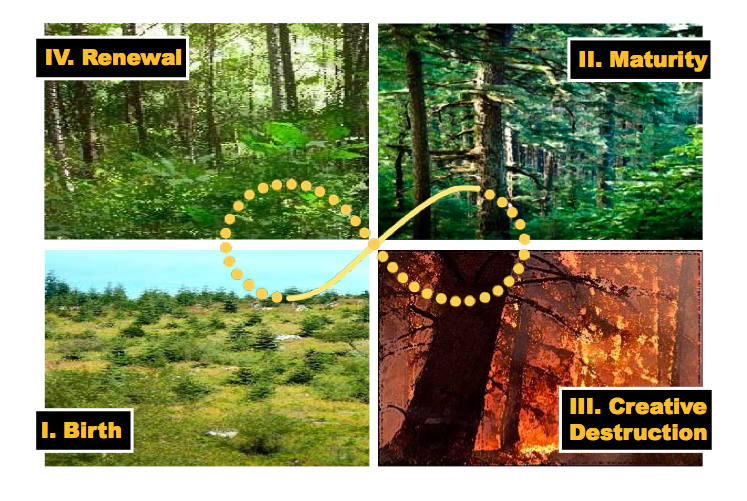 IV. Renewal
II. Maturity
I. Birth
III. Creative
Destruction